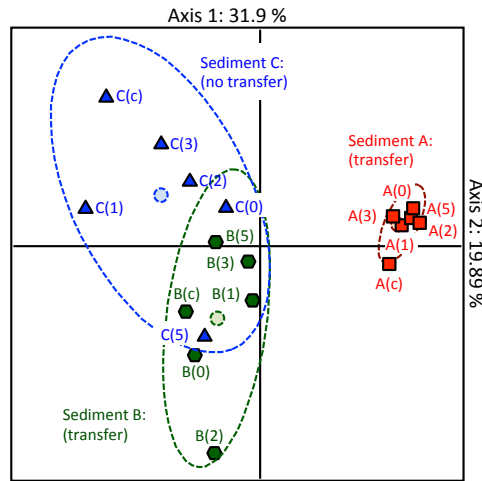 Axis 1: 31.9 %
Sediment C:
(no transfer)
C(c)
C(3)
Sediment A:
(transfer)
C(2)
A(0)
C(1)
C(0)
A(3)
A(5)
A(2)
B(5)
A(1)
B(3)
A(c)
B(c)
B(1)
C(5)
B(0)
Sediment B:
(transfer)
B(2)
Axis 2: 19.89 %